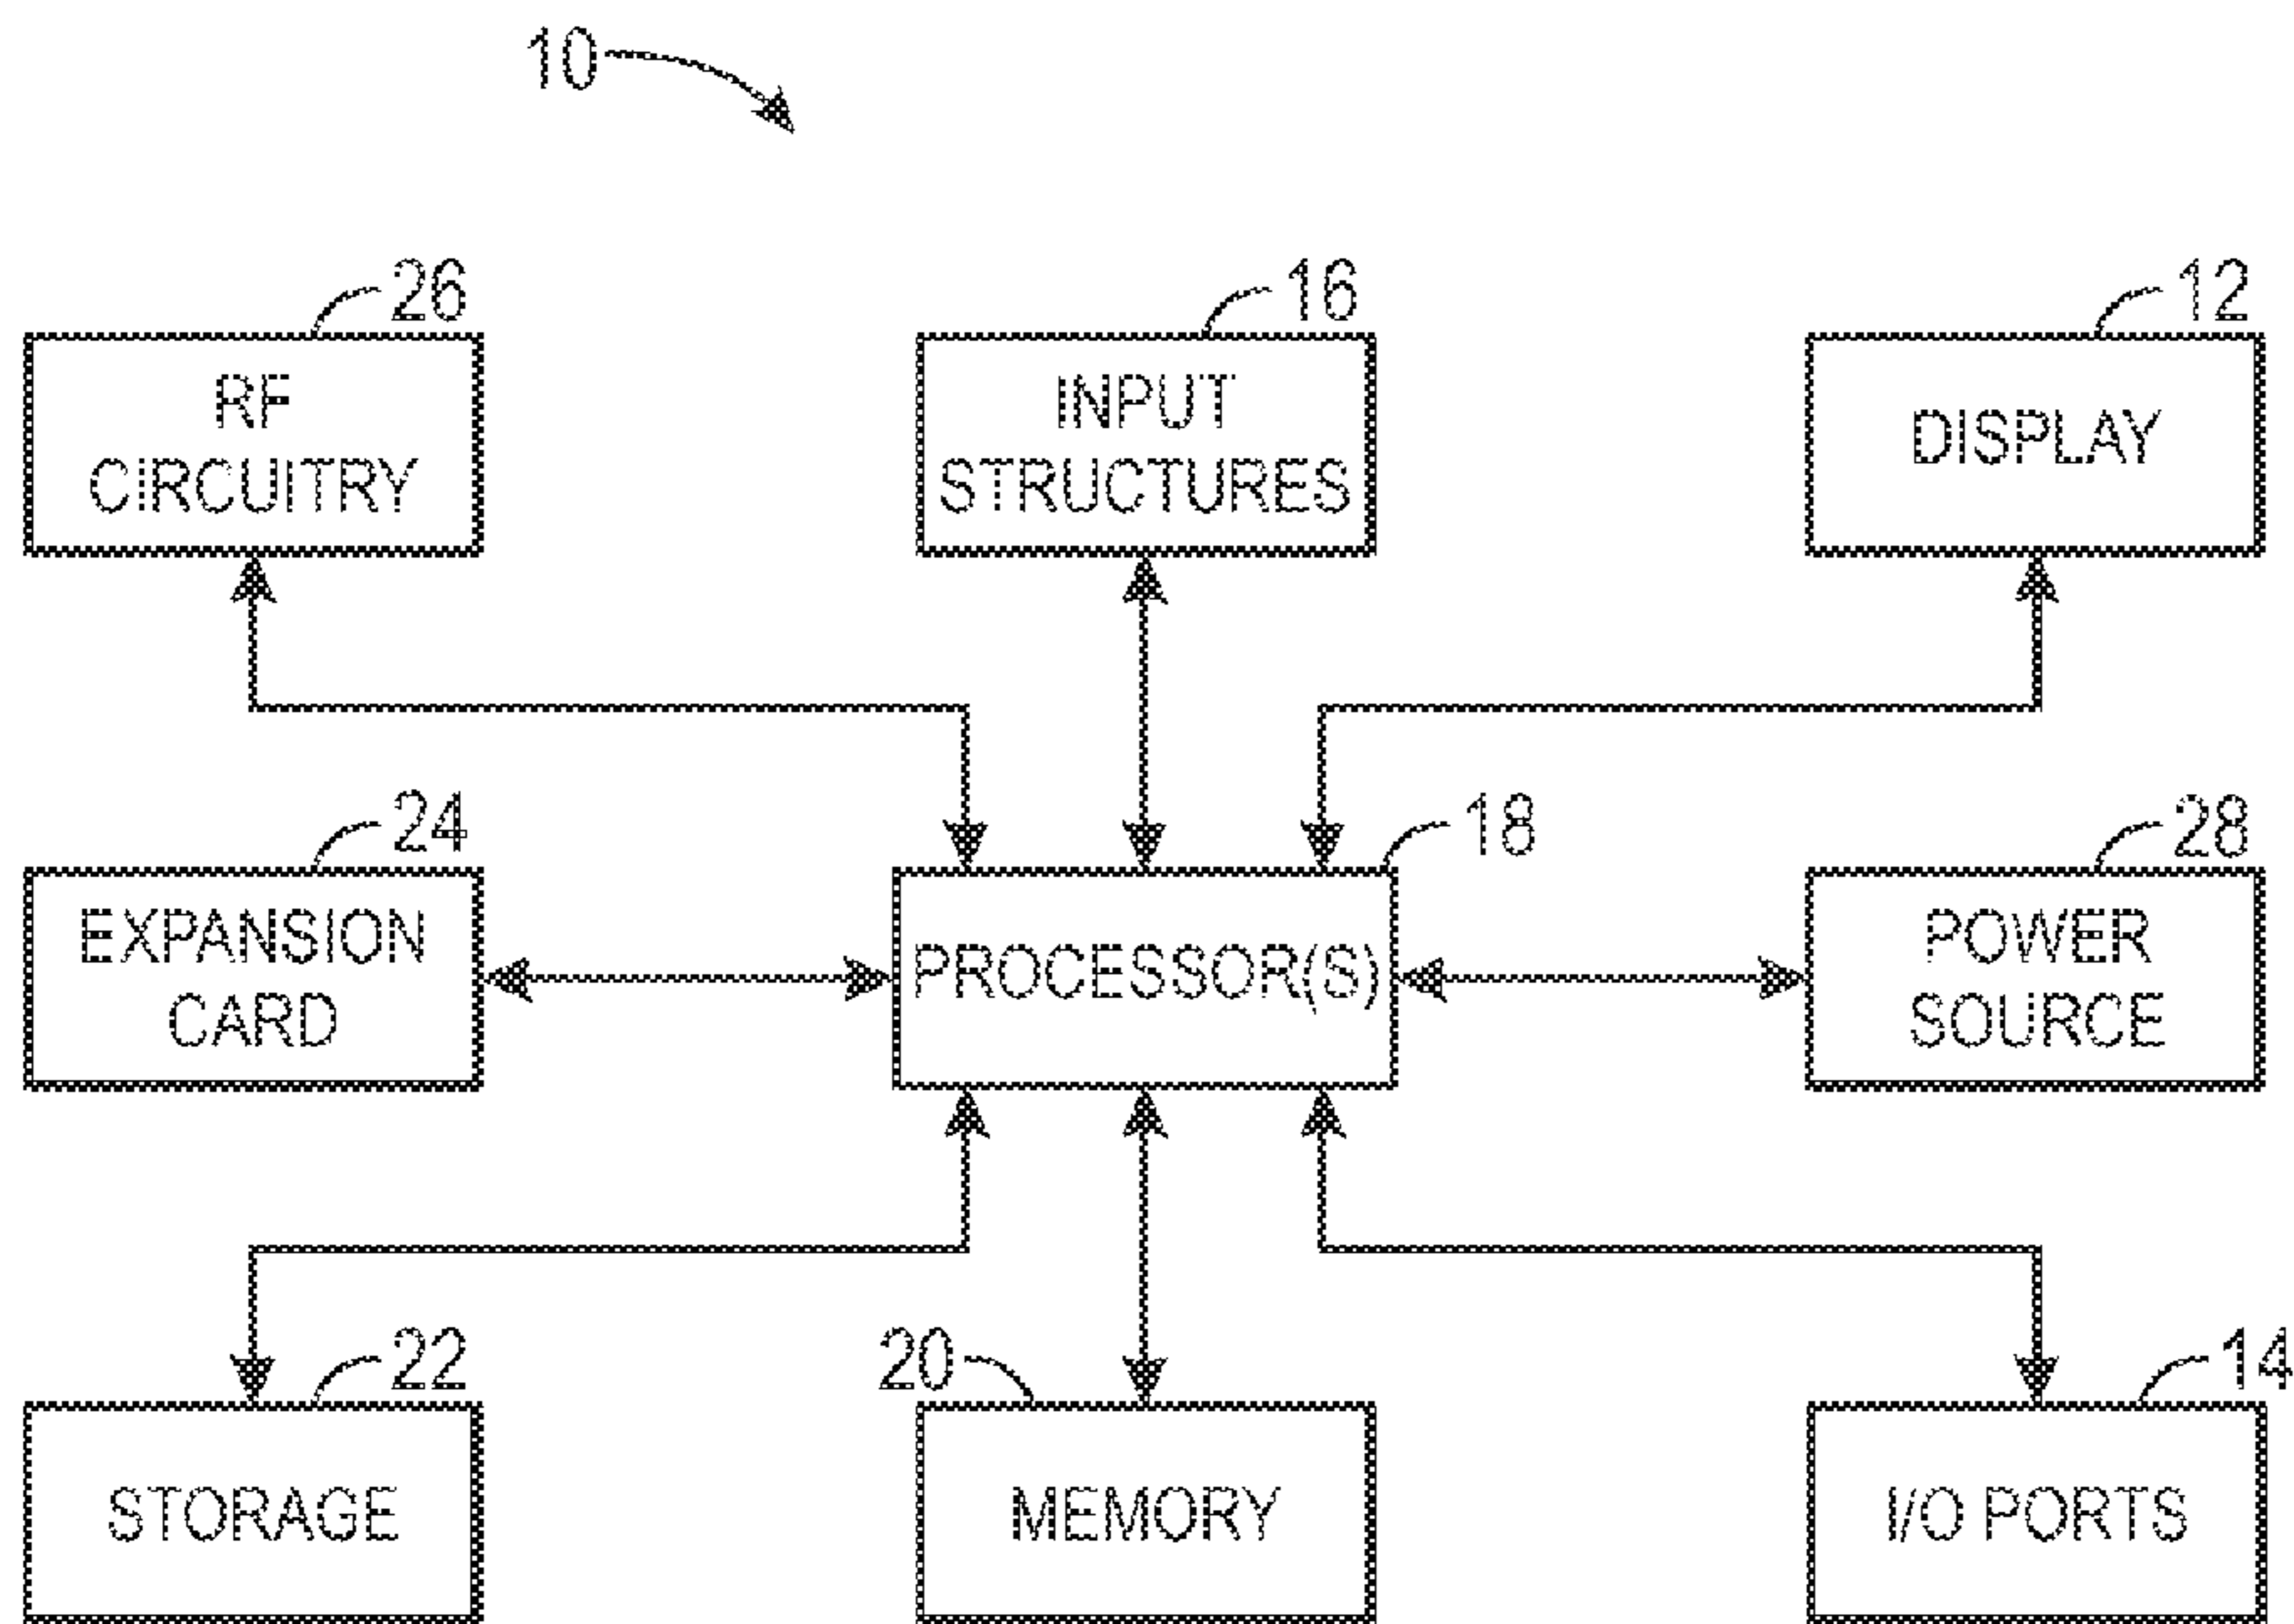 10
26
16
12
RF
CIRCUITRY
INPUT
STRUCTURES
DISPLAY
24
18
28
EXPANSION
CARD
PROCESSOR(S)
POWER
SOURCE
22
20
14
STORAGE
MEMORY
I/O PORTS